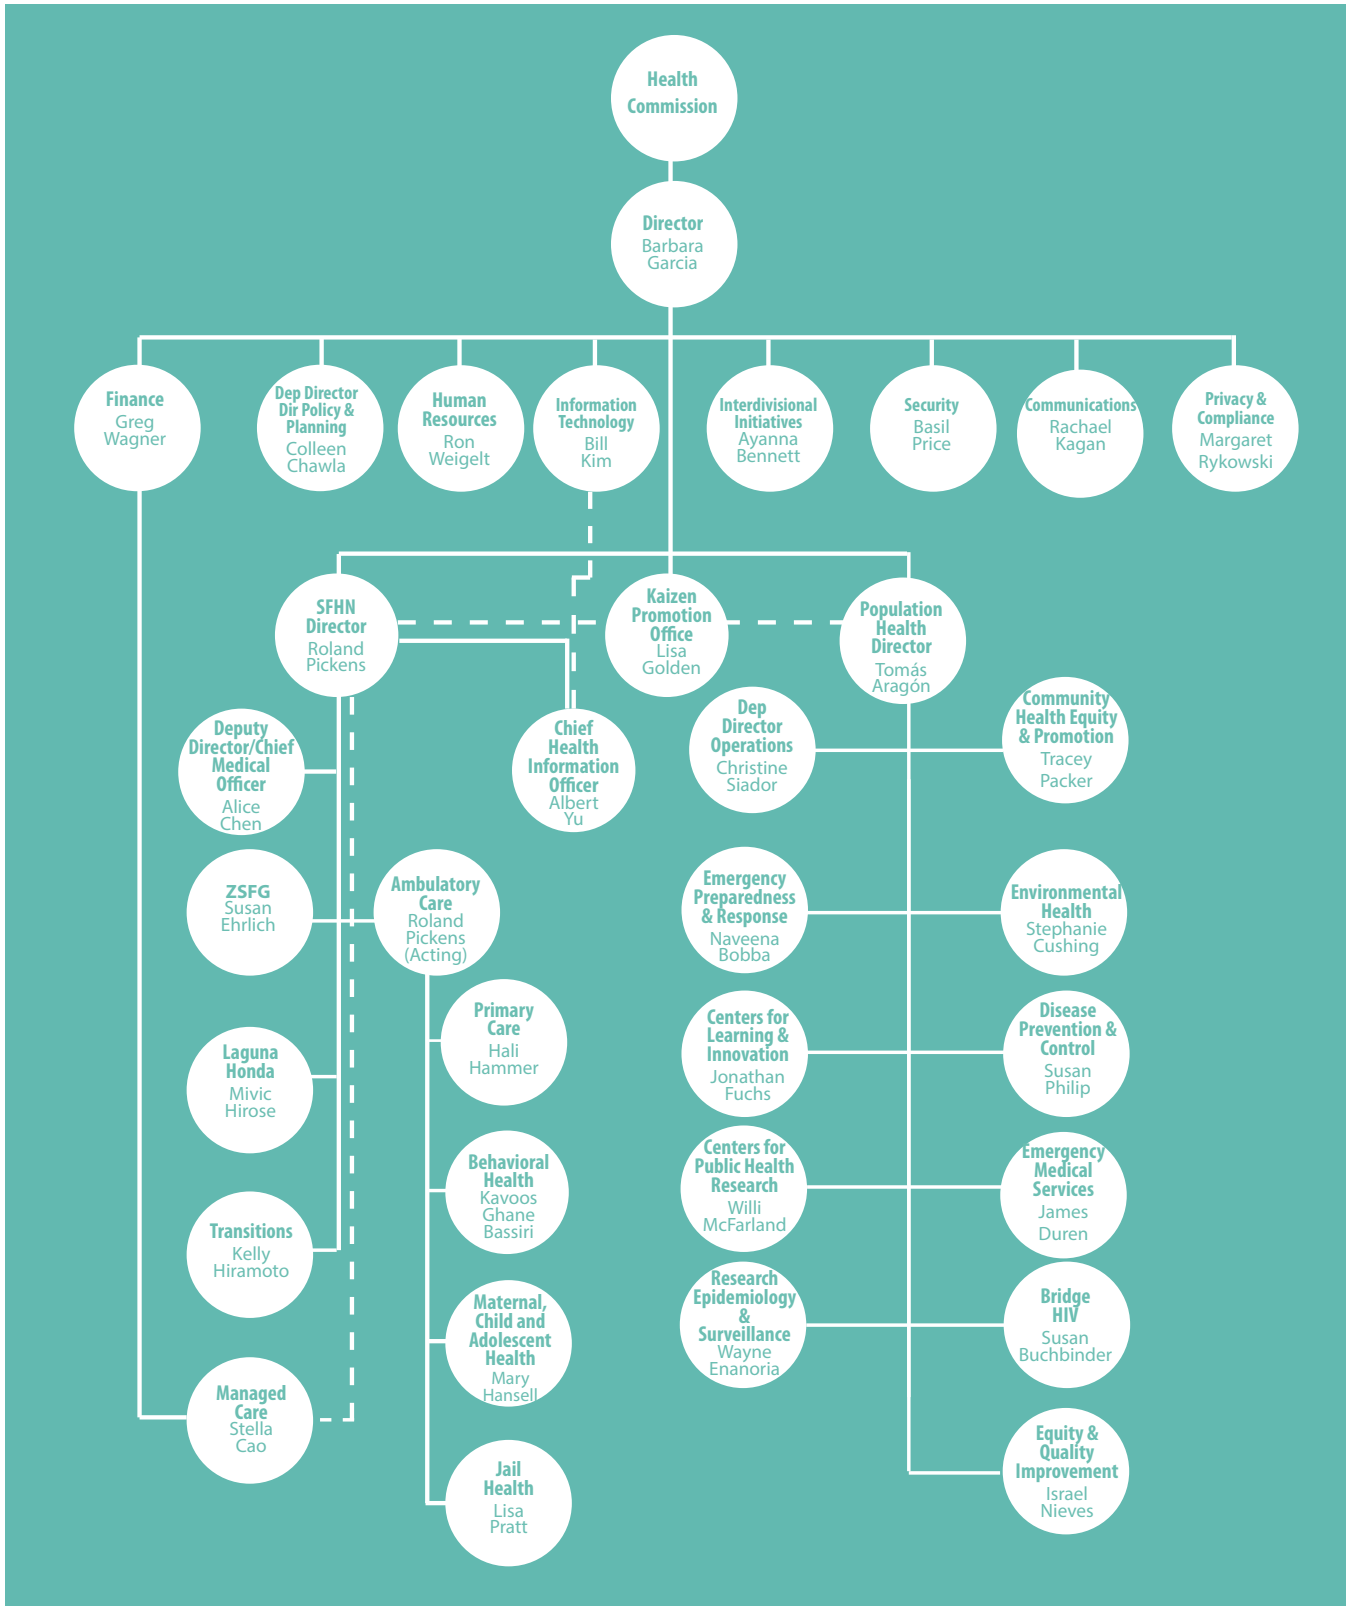 Health
Commission
Director
Barbara
Garcia
Finance
Greg
Wagner
Dep Director
Dir Policy &
Planning
Colleen
Chawla
Human
Resources
Ron
Weigelt
Information
Technology
Bill
Kim
Interdivisional
Initiatives
Ayanna
Bennett
Security
Basil
Price
Communications
Rachael
Kagan
Privacy &
Compliance
Margaret
Rykowski
SFHN
Director
Roland
Pickens
Kaizen
Promotion
Office
Lisa
Golden
Population
Health
Director
Tomás
Aragón
Deputy
Director/Chief
Medical
Officer
Alice
Chen
Chief
Health
Information
Officer
Albert
Yu
Dep
Director
Operations
Christine
Siador
Community
Health Equity
& Promotion
Tracey
Packer
ZSFG
Susan
Ehrlich
Ambulatory
Care
Roland
Pickens
(Acting)
Emergency
Preparedness
& Response
Naveena
Bobba
Environmental
Health
Stephanie
Cushing
Primary
Care
Hali
Hammer
Centers for
Learning &
Innovation
Jonathan
Fuchs
Disease
Prevention &
Control
Susan
Philip
Laguna
Honda
Mivic
Hirose
Behavioral
Health
Kavoos
Ghane
Bassiri
Centers for
Public Health
Research
Willi
McFarland
Emergency
Medical
Services
James
Duren
Transitions
Kelly
Hiramoto
Maternal,
Child and
Adolescent
Health
Mary
Hansell
Research
Epidemiology
&
Surveillance
Wayne
Enanoria
Bridge
HIV
Susan
Buchbinder
Managed
Care
Stella
Cao
Jail
Health
Lisa
Pratt
Equity &
Quality
Improvement
Israel
Nieves